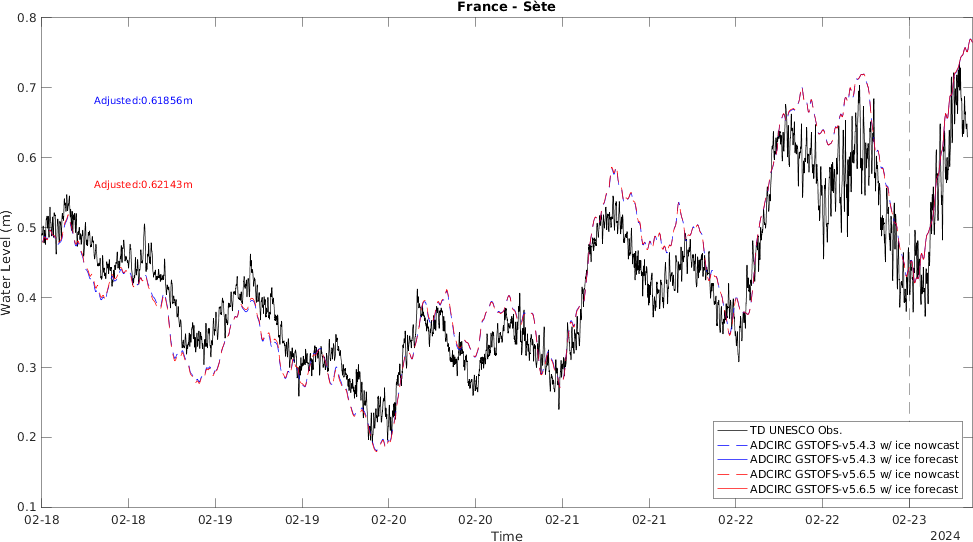 France - Sète
0.8
0.7
0.6
0.5
0.4
0.3
0.2
0.1
Water Level (m)
Adjusted:0.61856m
Adjusted:0.62143m
TD UNESCO Obs.
ADCIRC GSTOFS-v5.4.3 w/ ice nowcast
ADCIRC GSTOFS-v5.4.3 w/ ice forecast
ADCIRC GSTOFS-v5.6.5 w/ ice nowcast
ADCIRC GSTOFS-v5.6.5 w/ ice forecast
02-18 02-18 02-19 02-19 02-20 02-20 02-21 02-21 02-22 02-22 02-23
Time
2024